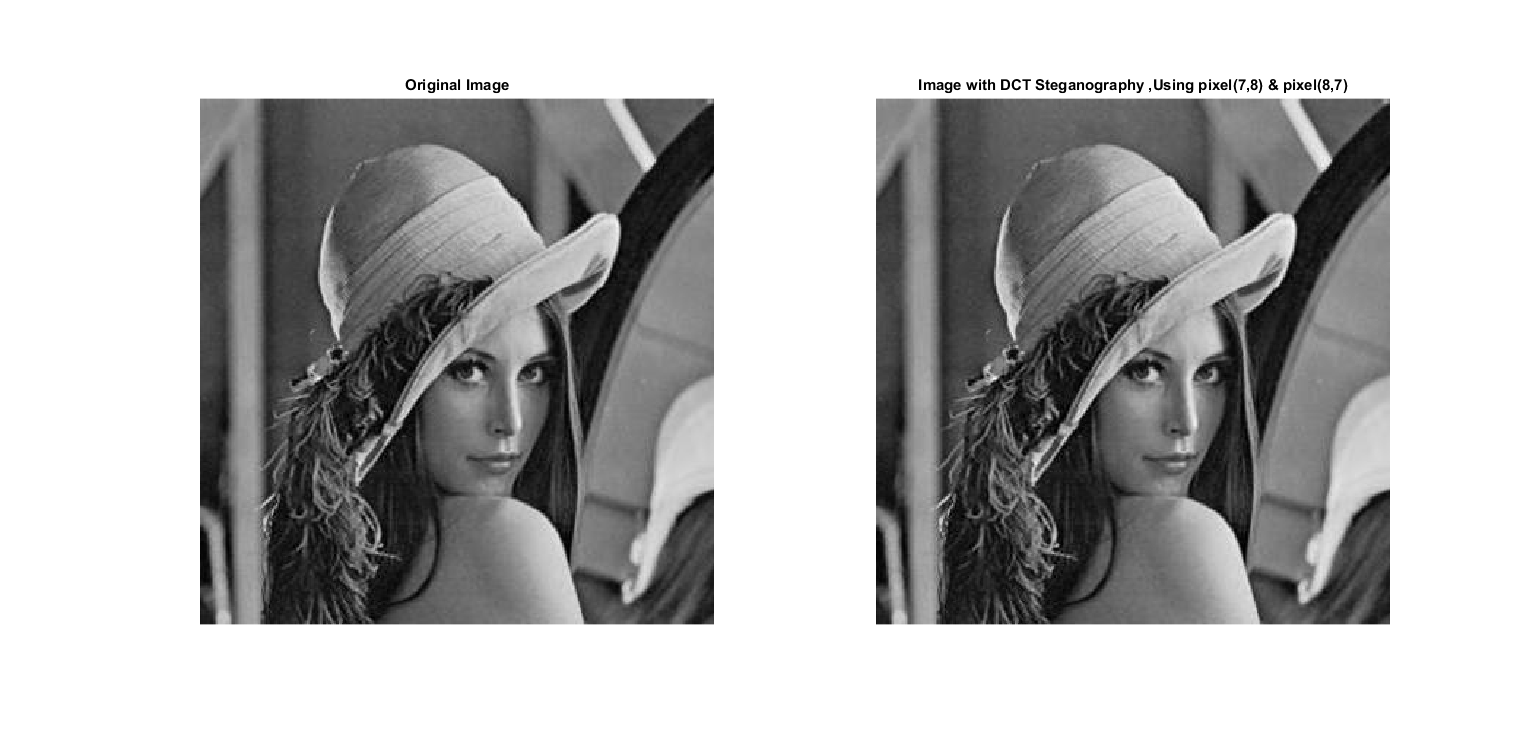 Original Image
Image with DCT Steganography ,Using pixel(7,8) & pixel(8,7)